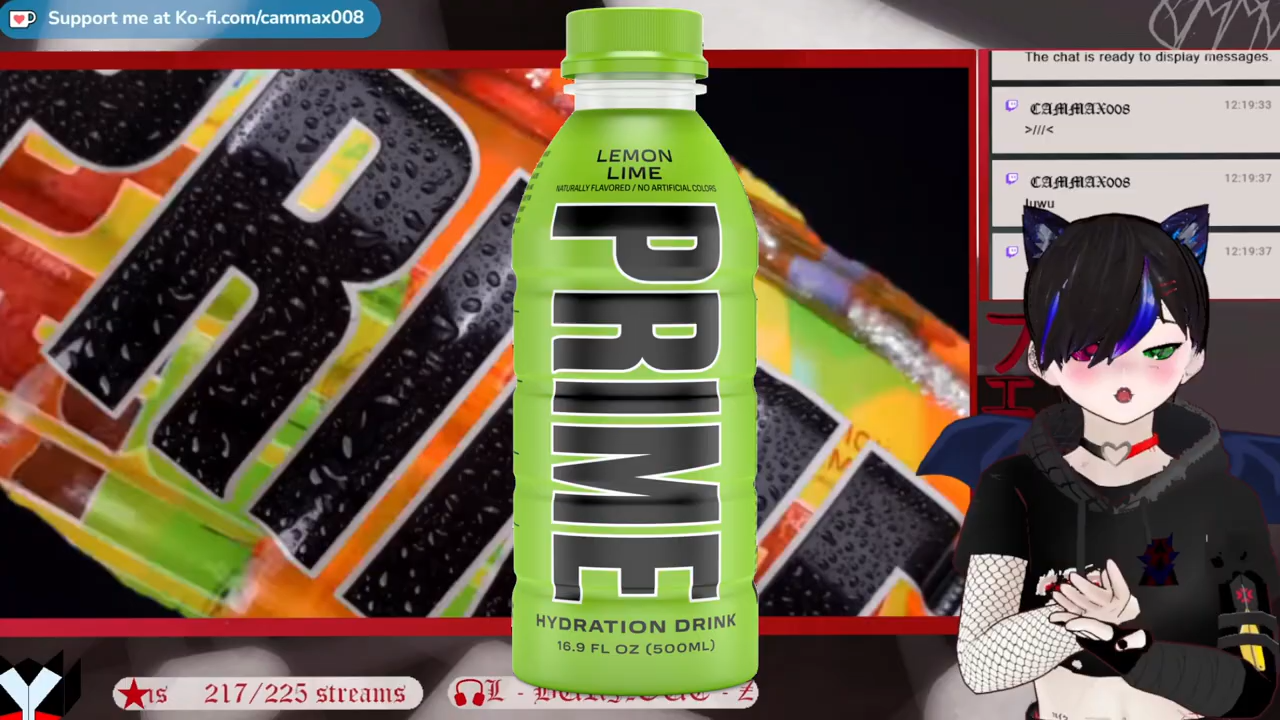 Support me at Ko-fi.com/cammax008
The chat is ready to display messages.
CAMMAX008
12:19:33
>///<
CAMMAX008
12:19:37
12:19:37
LEMON
LIME
NATURALLY FLAVORED / NO ARTIFICIAL COLORS
PRIME
HYDRATION DRINK
16.9 FL OZ (500ML)
217/225 streams